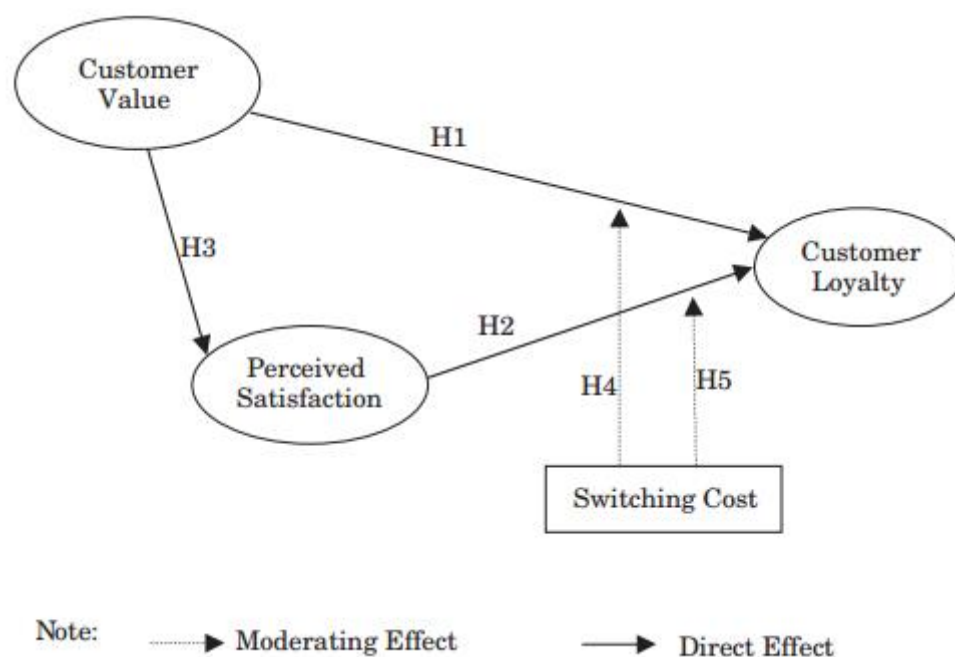 Customer
Value
H1
H3
Customer
Loyalty
H2
Perceived
Satisfaction
H4
H5
Switching Cost
Note:
Moderating Effect
Direct Effect